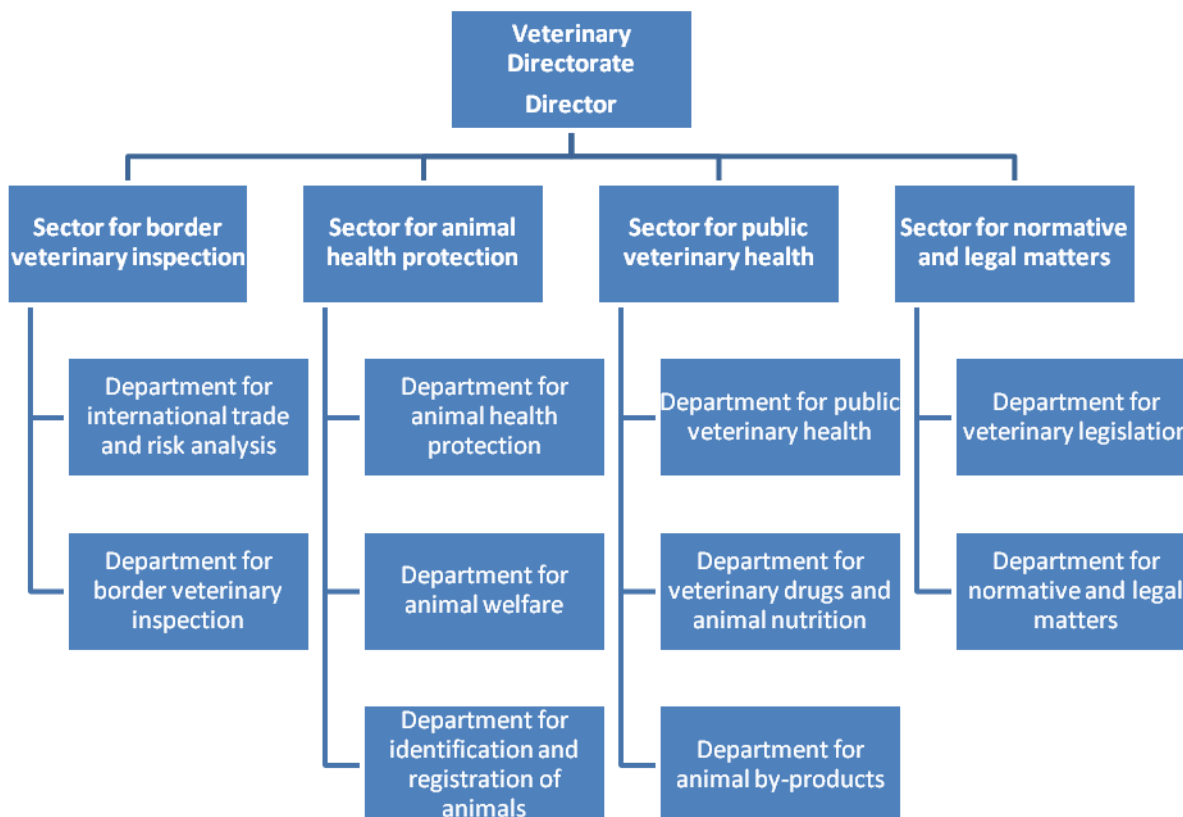 Veterinary
Directorate
Director
Sector for border
veterinary inspection
Sector for animal
health protection
Sector for public
veterinary health
Sector for normative
and legal matters
Department for
international trade
and risk analysis
Department for
animal health
protection
Department for public
veterinary health
Department for
veterinary legislation
Department for
border veterinary
inspection
Department for
animal welfare
Department for
veterinary drugs and
animal nutrition
Department for
normative and legal
matters
Department for
identification and
registration of
animals
Department for
animal by-products